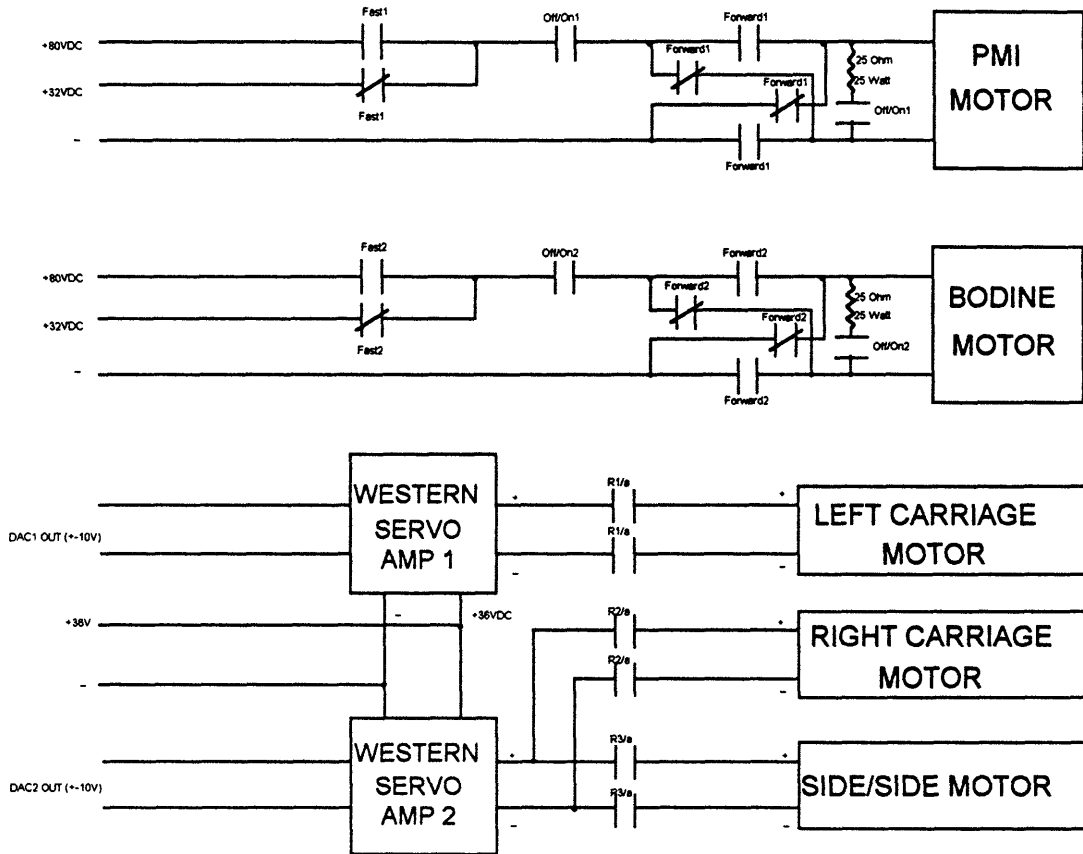 Fast1
Off/On1
Forward1
+80VDC
Forward1
PMI
MOTOR
25 Ohm
25 Watt
+32VDC
Forward1
Off/On1
Fast1
−
Forward1
Fast2
Off/On2
Forward2
+80VDC
Forward2
BODINE
MOTOR
25 Ohm
25 Watt
+32VDC
Forward2
Off/On2
Fast2
−
Forward2
WESTERN
SERVO
AMP 1
R1/a
+
+
LEFT CARRIAGE
MOTOR
DAC1 OUT (+-10V)
R1/a
−
−
−
+36VDC
+36V
R2/a
+
RIGHT CARRIAGE
MOTOR
R2/a
−
−
WESTERN
SERVO
AMP 2
R3/a
+
+
SIDE/SIDE MOTOR
DAC2 OUT (+-10V)
R3/a
−
−